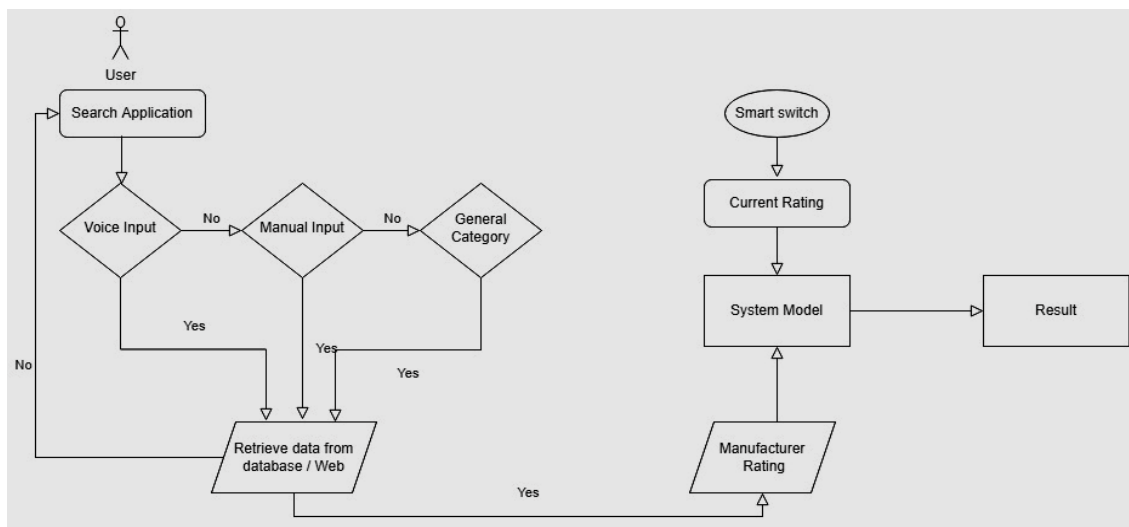 User
Search Application
Voice Input
No
Manual Input
No
General
Category
Yes
Yes
Yes
No
Retrieve data from
database / Web
Yes
Smart switch
Current Rating
System Model
Result
Manufacturer
Rating